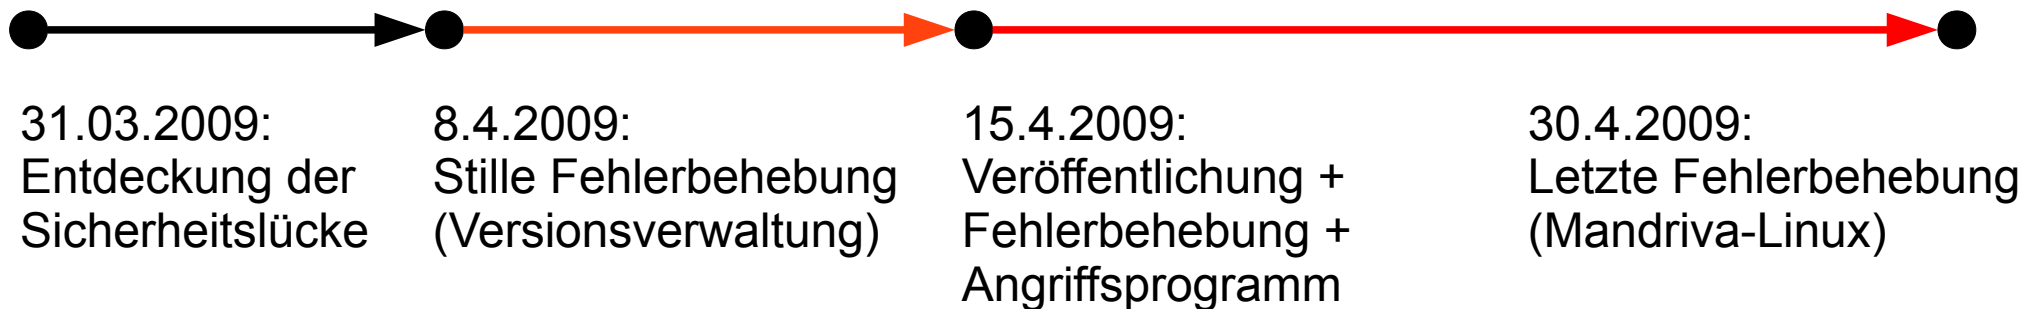 31.03.2009:
Entdeckung der
Sicherheitslücke
8.4.2009:
Stille Fehlerbehebung
(Versionsverwaltung)
15.4.2009:
Veröffentlichung +
Fehlerbehebung +
Angriffsprogramm
30.4.2009:
Letzte Fehlerbehebung
(Mandriva-Linux)